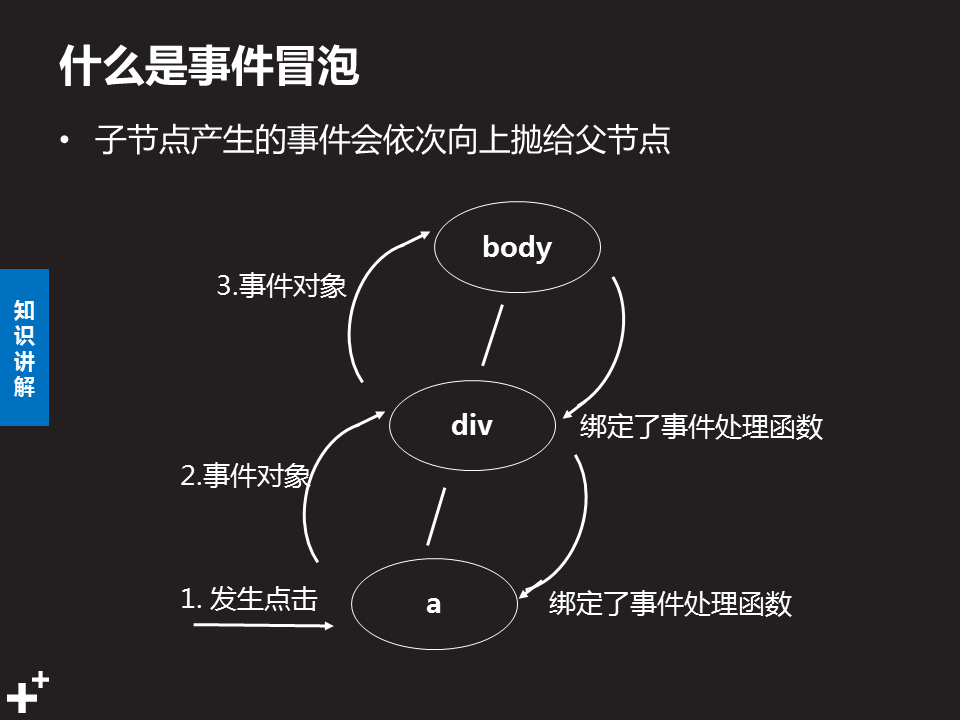 什么是事件冒泡
• 子节点产生的事件会依次向上抛给父节点
body
3.事件对象
知识讲解
div
绑定了事件处理函数
2.事件对象
1. 发生点击
a
绑定了事件处理函数